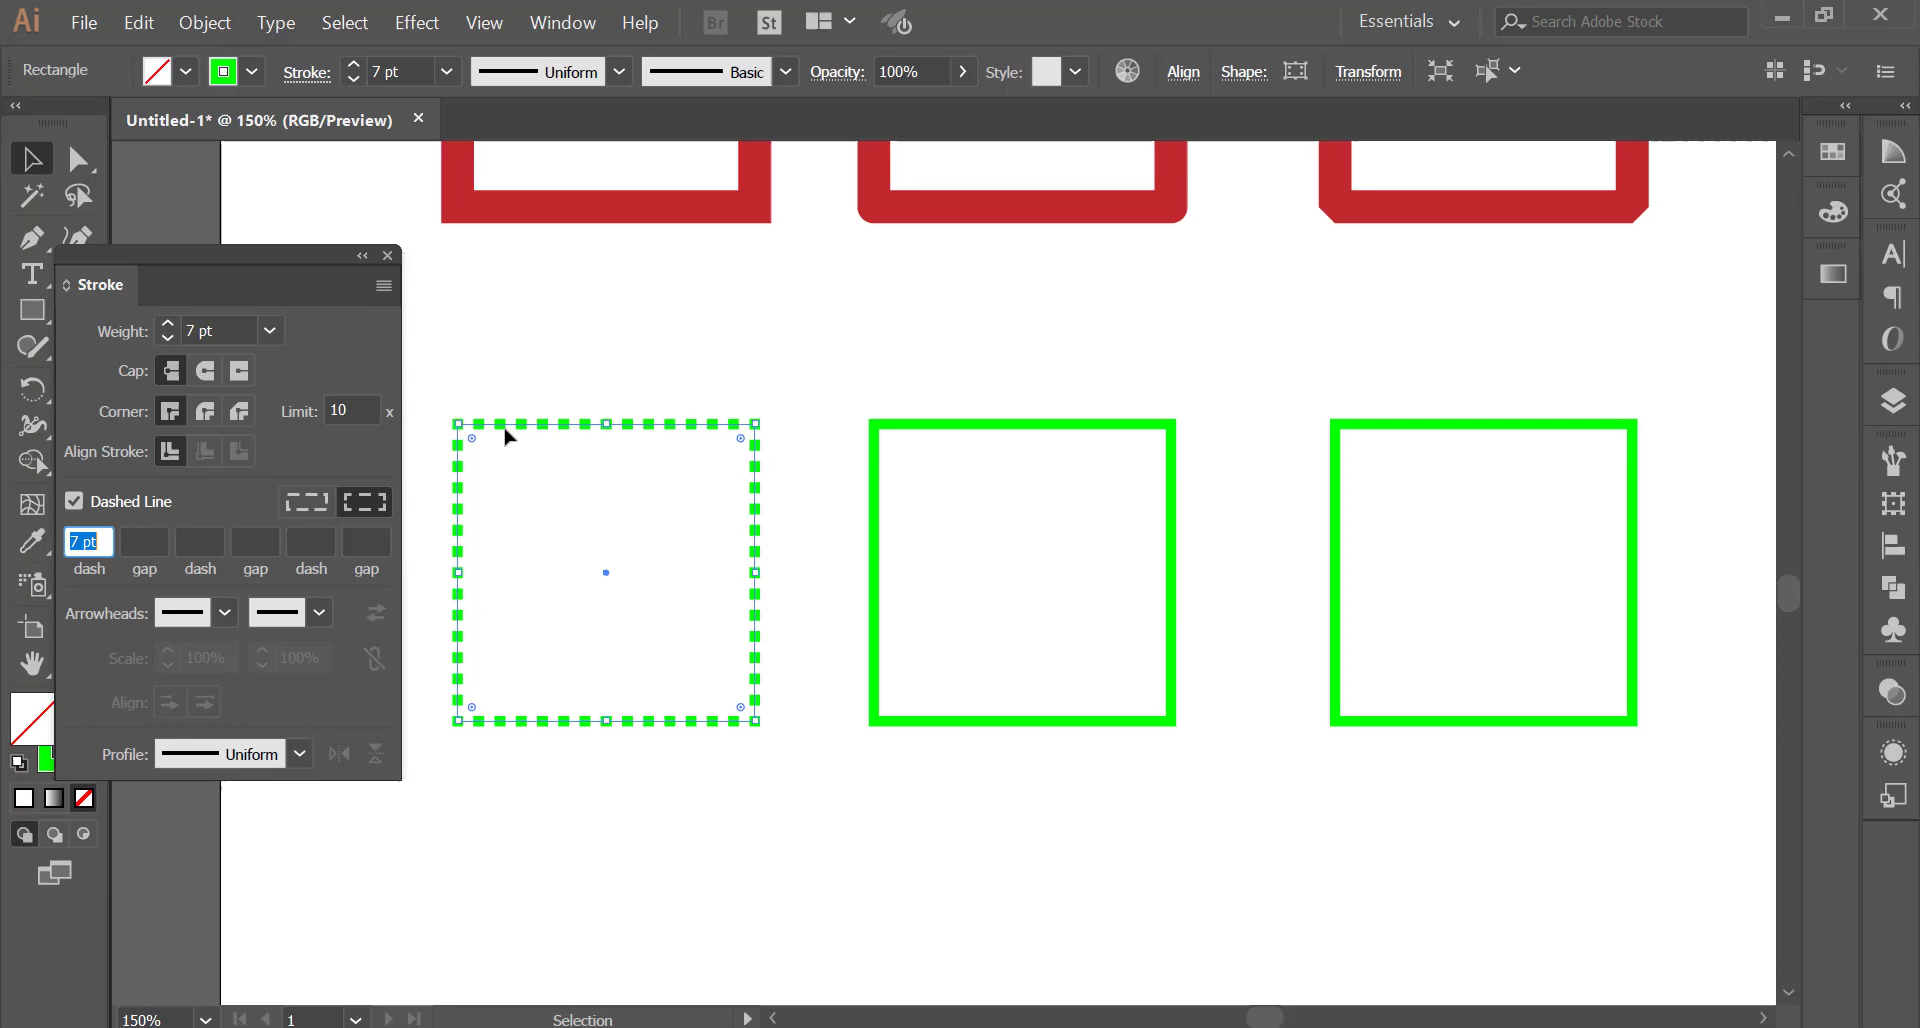 Ai File Edit Object Type Select Effect View Window Help Br St Essentials Search Adobe Stock
Rectangle Stroke: 7 pt Uniform Basic Opacity: 100% Style: Align Shape: Transform
Untitled-1* @ 150% (RGB/Preview)
Stroke
Weight: 7 pt
Cap:
Corner: Limit: 10 x
Align Stroke:
Dashed Line
7 pt
dash gap dash gap dash gap
Arrowheads:
Scale: 100% 100%
Align:
Profile: Uniform
150% 1 Selection